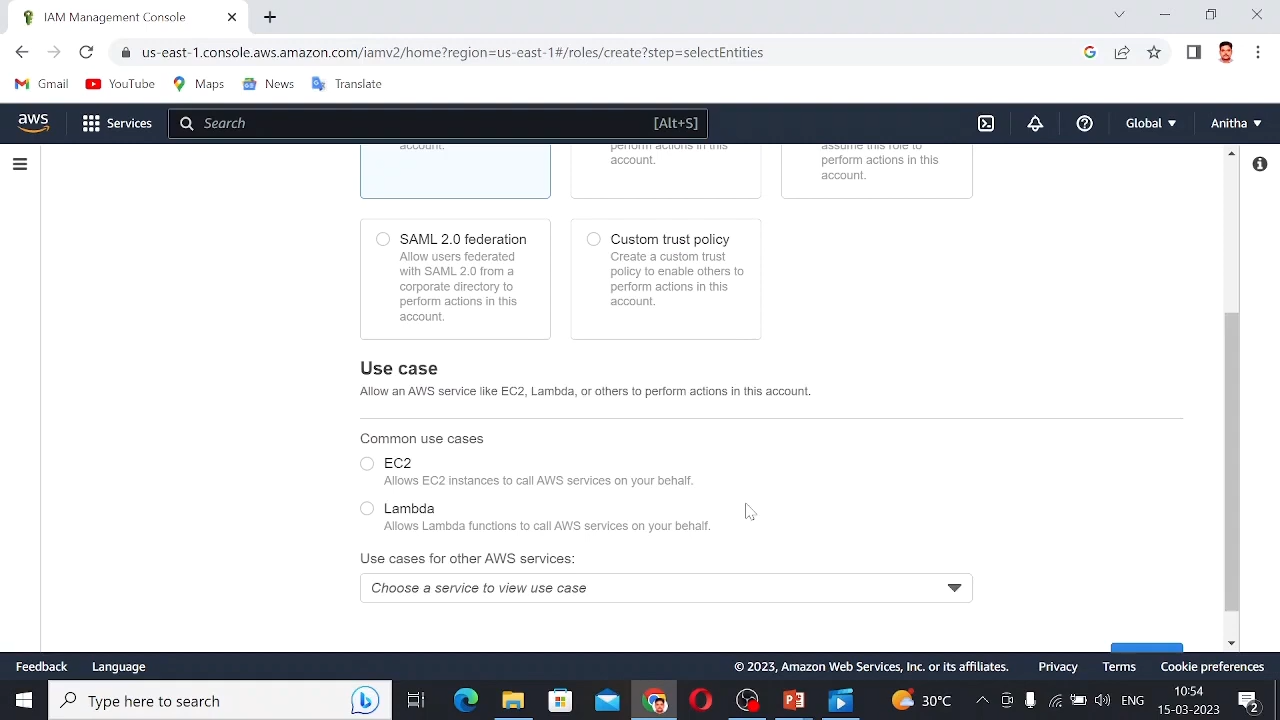 IAM Management Console
us-east-1.console.aws.amazon.com/iamv2/home?region=us-east-1#/roles/create?step=selectEntities
Gmail
YouTube
Maps
News
Translate
aws
Services
Search
[Alt+S]
Global
Anitha
account.
perform actions in this
account.
assume this role to
perform actions in this
account.
SAML 2.0 federation
Allow users federated
with SAML 2.0 from a
corporate directory to
perform actions in this
account.
Custom trust policy
Create a custom trust
policy to enable others to
perform actions in this
account.
Use case
Allow an AWS service like EC2, Lambda, or others to perform actions in this account.
Common use cases
EC2
Allows EC2 instances to call AWS services on your behalf.
Lambda
Allows Lambda functions to call AWS services on your behalf.
Use cases for other AWS services:
Choose a service to view use case
Feedback
Language
© 2023, Amazon Web Services, Inc. or its affiliates.
Privacy
Terms
Cookie preferences
Type here to search
30°C
ENG
10:54
15-03-2023
2